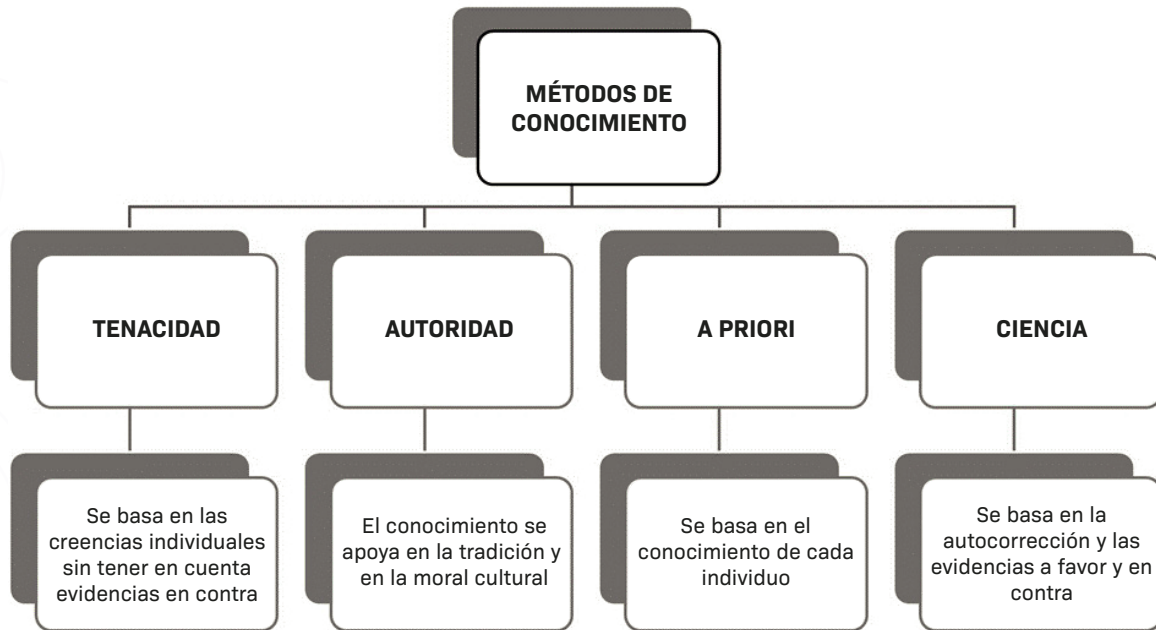 MÉTODOS DE
CONOCIMIENTO
TENACIDAD
AUTORIDAD
A PRIORI
CIENCIA
Se basa en las
creencias individuales
sin tener en cuenta
evidencias en contra
El conocimiento se
apoya en la tradición y
en la moral cultural
Se basa en el
conocimiento de cada
individuo
Se basa en la
autocorrección y las
evidencias a favor y en
contra